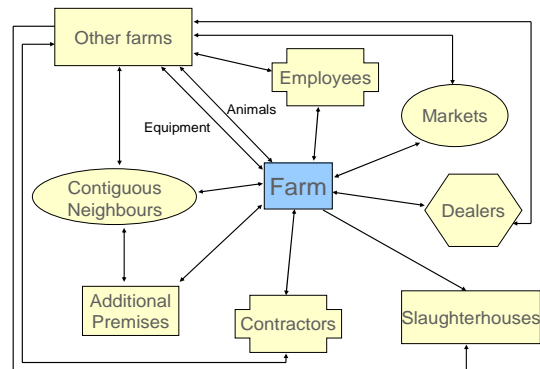 Other farms
Employees
Animals
Equipment
Markets
Farm
Contiguous
Neighbours
Dealers
Additional
Premises
Contractors
Slaughterhouses